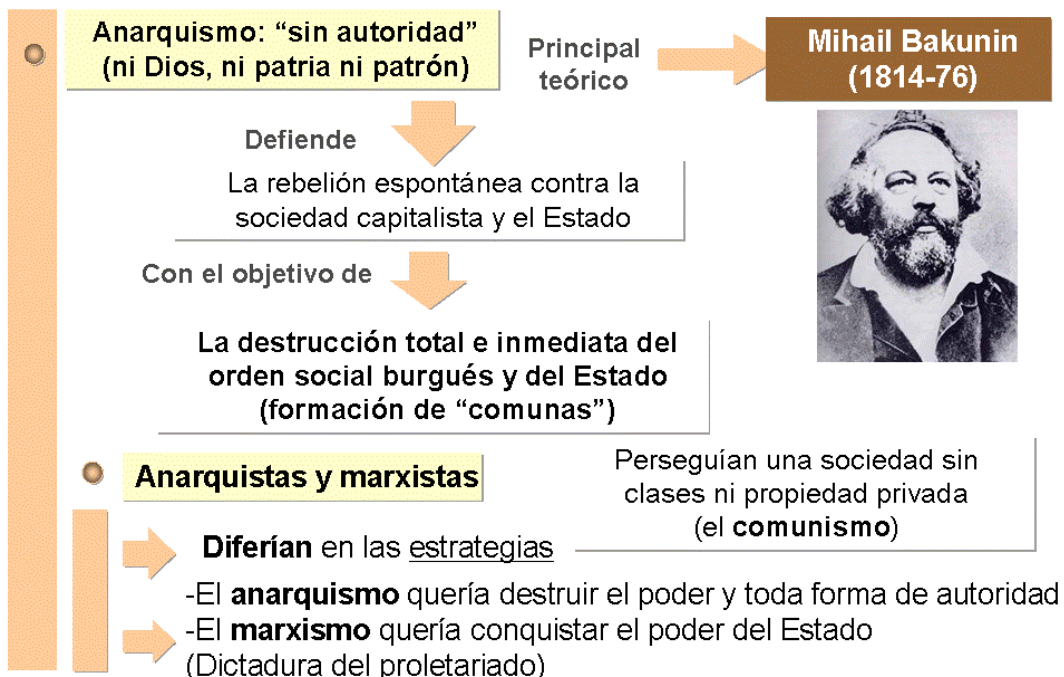 Anarquismo: “sin autoridad”
(ni Dios, ni patria ni patrón)
Principal
teórico
Mihail Bakunin
(1814-76)
Defiende
La rebelión espontánea contra la
sociedad capitalista y el Estado
Con el objetivo de
La destrucción total e inmediata del
orden social burgués y del Estado
(formación de “comunas”)
Anarquistas y marxistas
Perseguían una sociedad sin
clases ni propiedad privada
(el comunismo)
Diferían en las estrategias
-El anarquismo quería destruir el poder y toda forma de autoridad
-El marxismo quería conquistar el poder del Estado
(Dictadura del proletariado)